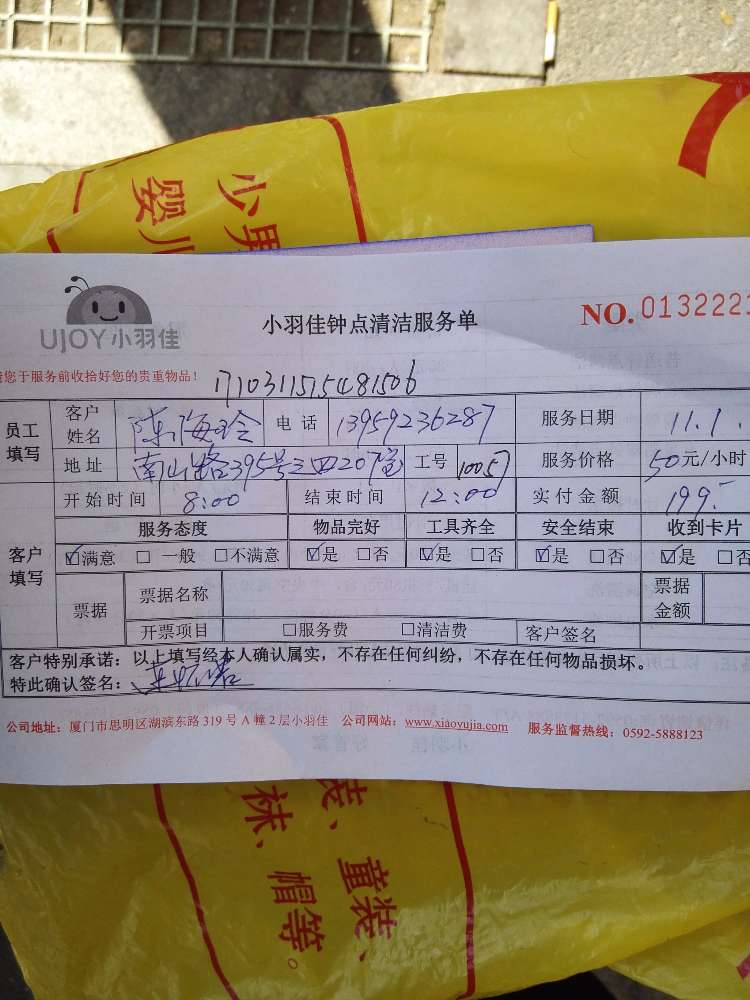 小男
婴儿
UJOY小羽佳
小羽佳钟点清洁服务单
NO. 0132221
您于服务前收拾好您的贵重物品！
1710311515481506
员工填写 客户姓名 陈海玲 电话 13959236287 服务日期 11.1.
地址 南山路395号之四207室 工号 10057 服务价格 50元/小时
开始时间 8:00 结束时间 12:00 实付金额 199.-
客户填写 服务态度 物品完好 工具齐全 安全结束 收到卡片
☑满意 □一般 □不满意 ☑是 □否 ☑是 □否 ☑是 □否 ☑是 □否
票据 票据名称 票据金额
开票项目 □服务费 □清洁费 客户签名
客户特别承诺：以上填写经本人确认属实，不存在任何纠纷，不存在任何物品损坏。
特此确认签名：
公司地址：厦门市思明区湖滨东路 319 号 A 幢 2 层小羽佳 公司网站：www.xiaoyujia.com 服务监督热线：0592-5888123
装、童装、
袜、帽等。